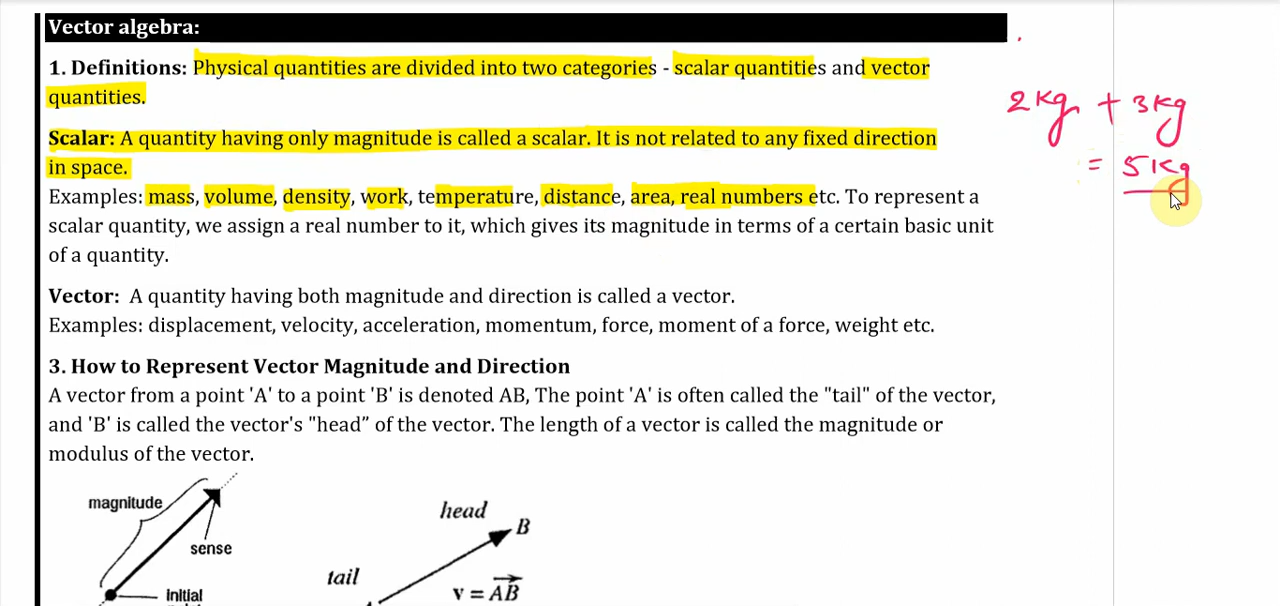 Vector algebra:
1. Definitions: Physical quantities are divided into two categories - scalar quantities and vector
quantities.
Scalar: A quantity having only magnitude is called a scalar. It is not related to any fixed direction
in space.
Examples: mass, volume, density, work, temperature, distance, area, real numbers etc. To represent a
scalar quantity, we assign a real number to it, which gives its magnitude in terms of a certain basic unit
of a quantity.
Vector: A quantity having both magnitude and direction is called a vector.
Examples: displacement, velocity, acceleration, momentum, force, moment of a force, weight etc.
3. How to Represent Vector Magnitude and Direction
A vector from a point 'A' to a point 'B' is denoted AB, The point 'A' is often called the "tail" of the vector,
and 'B' is called the vector's "head” of the vector. The length of a vector is called the magnitude or
modulus of the vector.
magnitude
sense
initial
head
B
tail
v = AB
2kg + 3kg
= 5kg